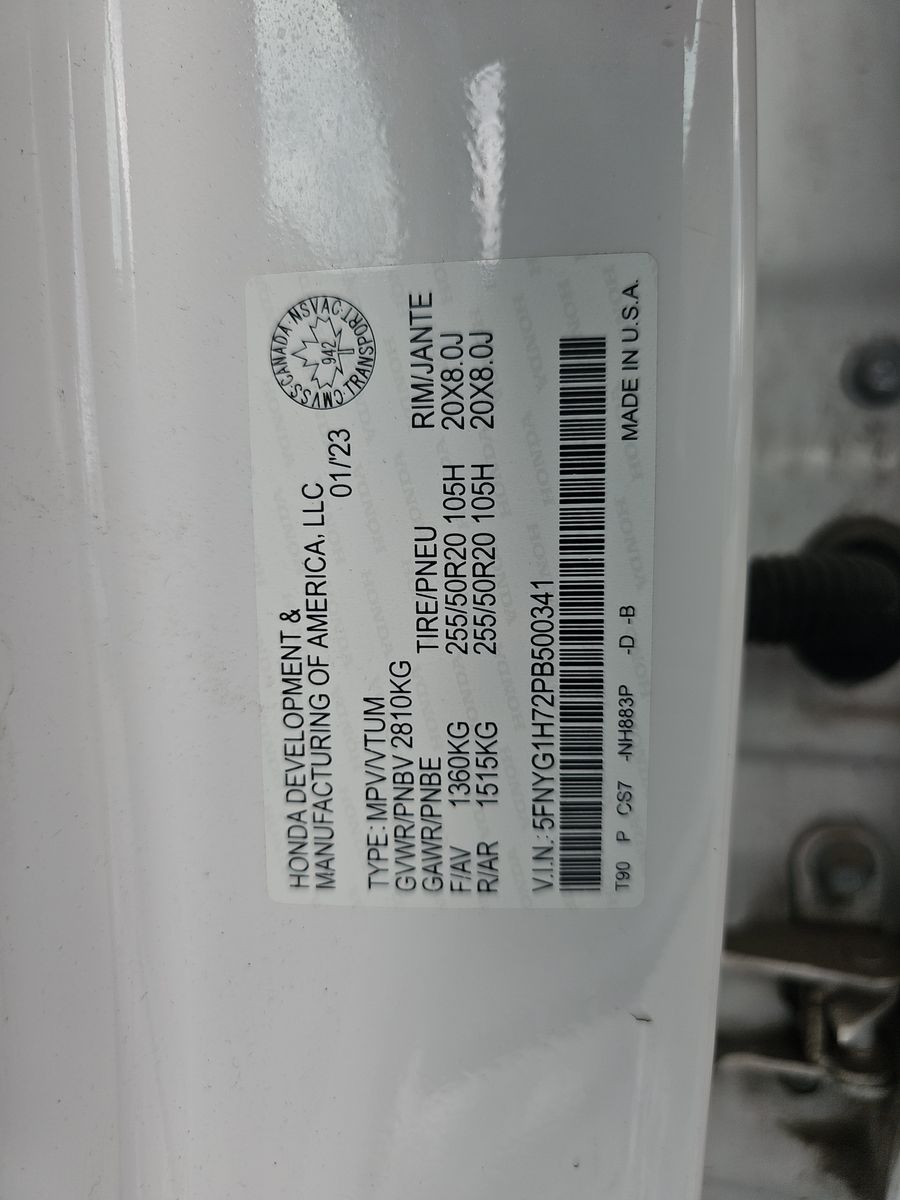 HONDA DEVELOPMENT &
MANUFACTURING OF AMERICA, LLC
01/'23
CMVSS·CANADA·NSVAC·TRANSPORT·
942
TYPE: MPV/VTUM
GVWR/PNBV 2810KG
GAWR/PNBE TIRE/PNEU RIM/JANTE
F/AV 1360KG 255/50R20 105H 20X8.0J
R/AR 1515KG 255/50R20 105H 20X8.0J
V.I.N.: 5FNYG1H72PB500341
T90 P CS7 -NH883P -D -B MADE IN U.S.A.